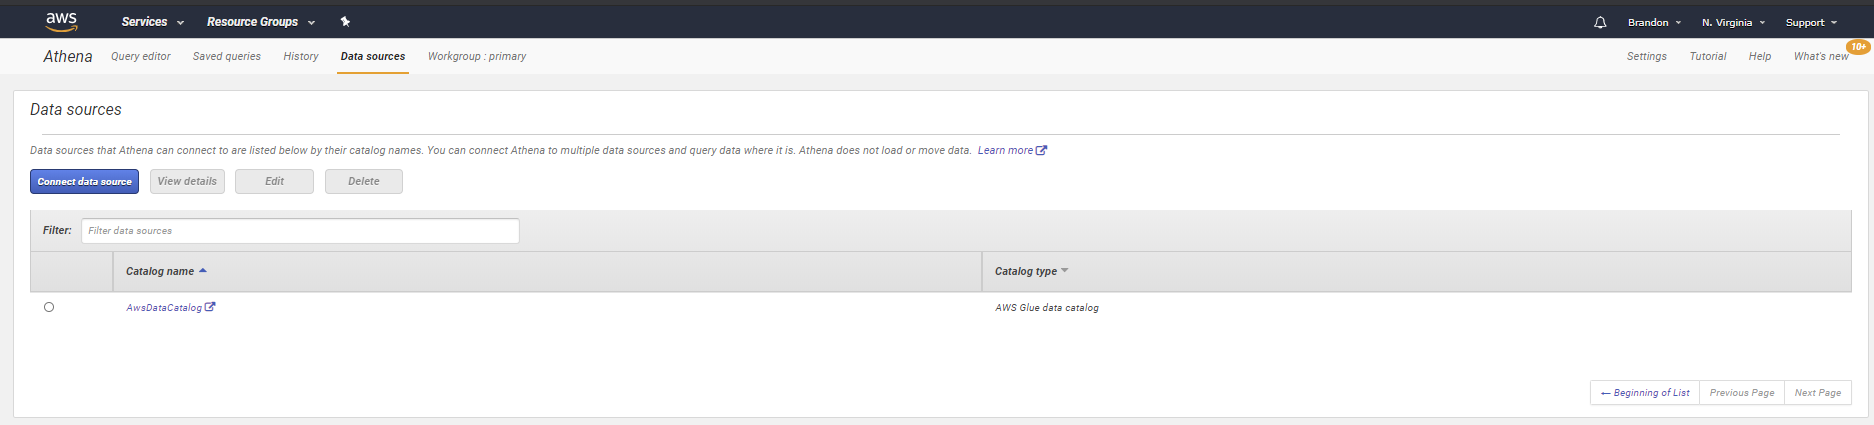 aws Services Resource Groups Brandon N. Virginia Support
Athena Query editor Saved queries History Data sources Workgroup : primary Settings Tutorial Help What's new 10+
Data sources
Data sources that Athena can connect to are listed below by their catalog names. You can connect Athena to multiple data sources and query data where it is. Athena does not load or move data. Learn more
Connect data source View details Edit Delete
Filter: Filter data sources
Catalog name Catalog type
AwsDataCatalog AWS Glue data catalog
← Beginning of List Previous Page Next Page